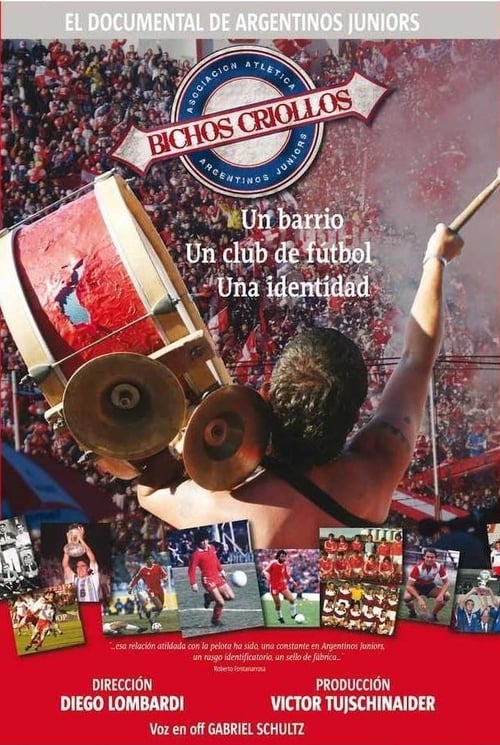 EL DOCUMENTAL DE ARGENTINOS JUNIORS
ASOCIACION ATLETICA
BICHOS CRIOLLOS
ARGENTINOS JUNIORS
Un barrio
Un club de fútbol
Una identidad
"...esa relación atildada con la pelota ha sido, una constante en Argentinos Juniors,
un rasgo identificatorio, un sello de fábrica..."
Roberto Fontanarrosa
DIRECCIÓN
DIEGO LOMBARDI
PRODUCCIÓN
VICTOR TUJSCHINAIDER
Voz en off GABRIEL SCHULTZ